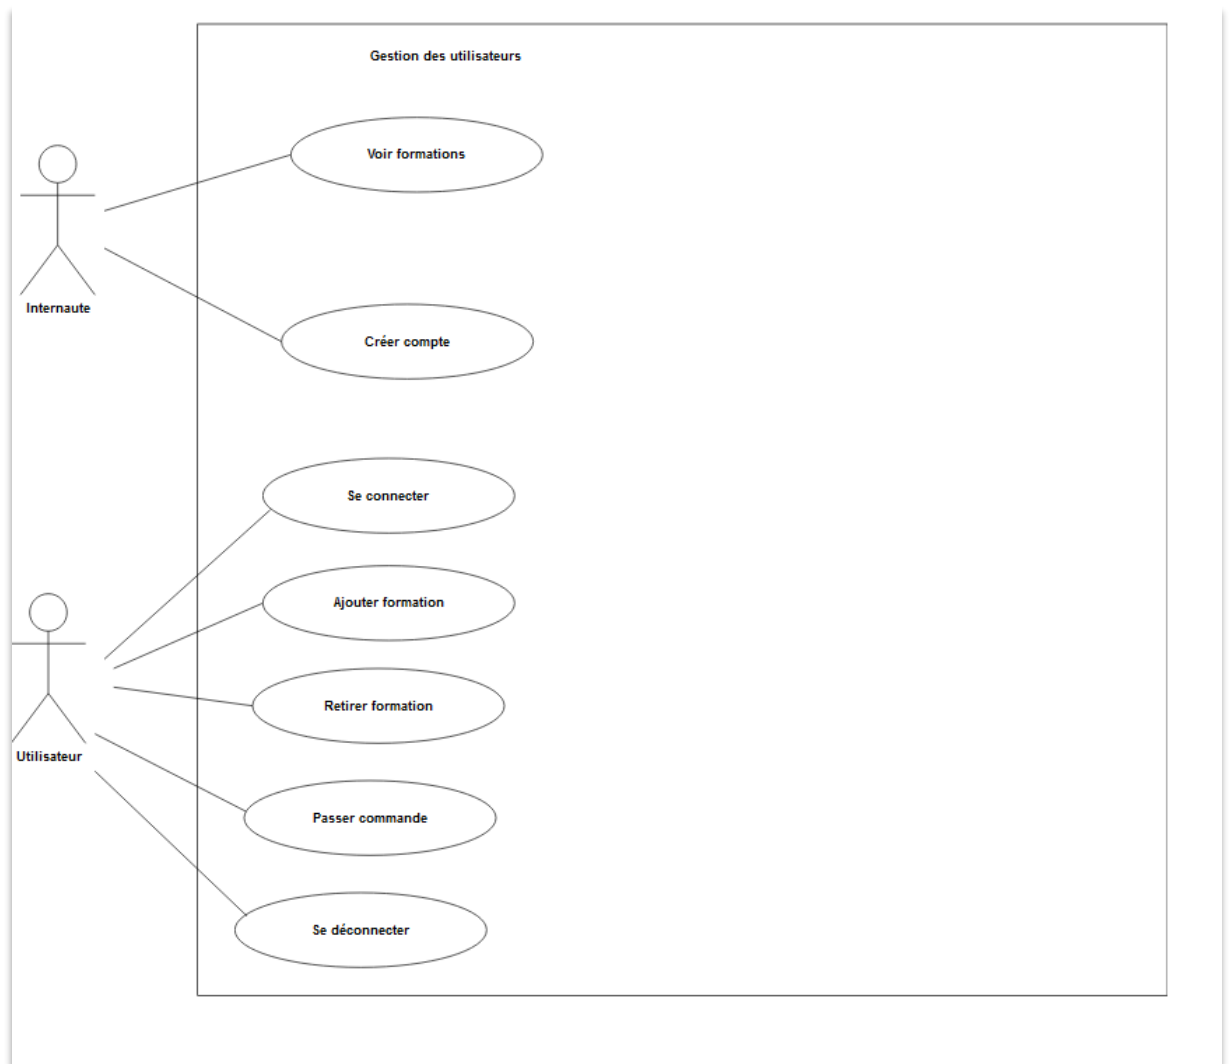 Gestion des utilisateurs
Voir formations
Internaute
Créer compte
Se connecter
Ajouter formation
Retirer formation
Utilisateur
Passer commande
Se déconnecter